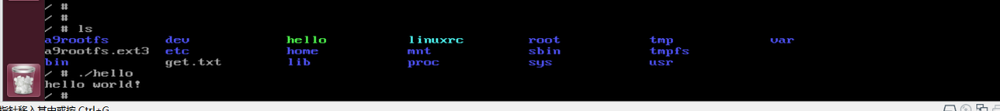 / #
/ #
/ # ls
a9rootfs dev hello linuxrc root tmp var
a9rootfs.ext3 etc home mnt sbin tmpfs
bin get.txt lib proc sys usr
/ # ./hello
hello world!
/ #
指针移入其中或按 Ctrl+G